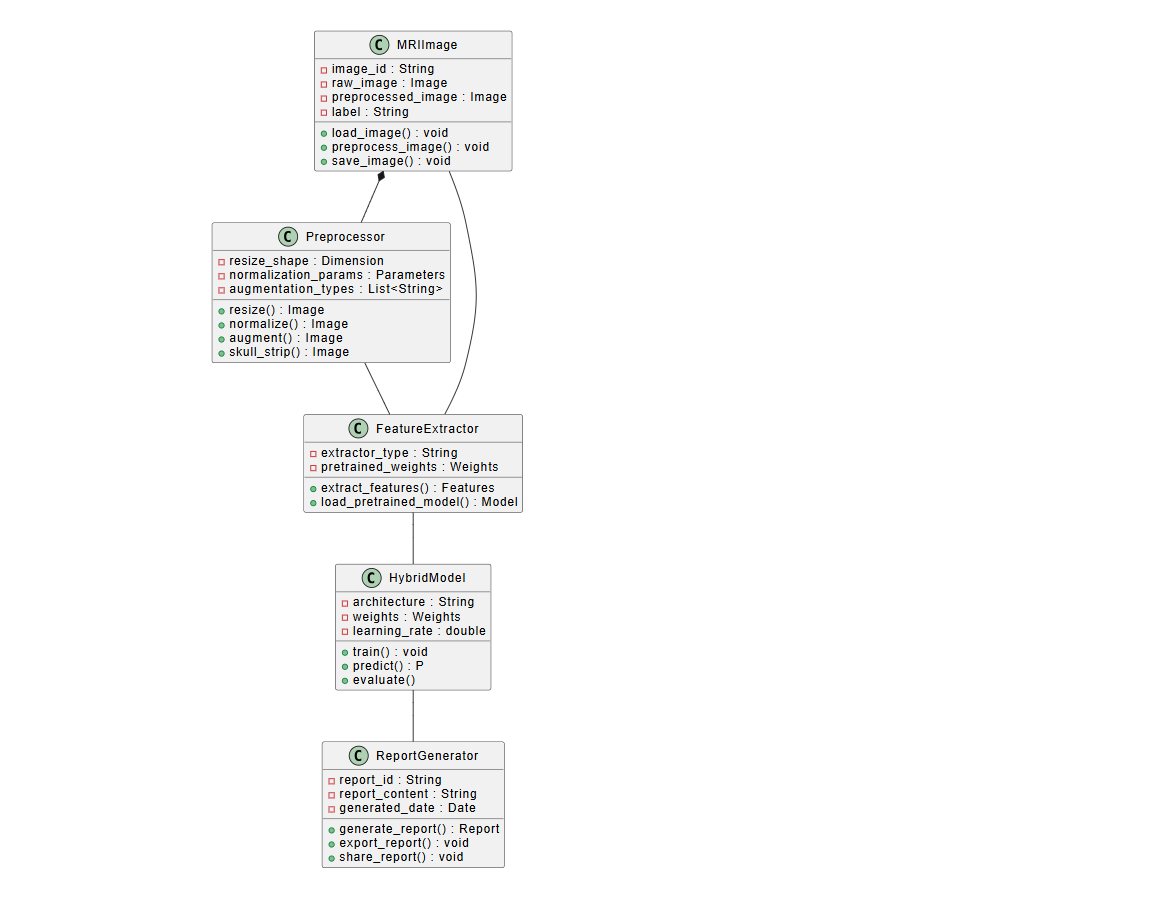 C MRIImage
image_id : String
raw_image : Image
preprocessed_image : Image
label : String
load_image() : void
preprocess_image() : void
save_image() : void
C Preprocessor
resize_shape : Dimension
normalization_params : Parameters
augmentation_types : List<String>
resize() : Image
normalize() : Image
augment() : Image
skull_strip() : Image
C FeatureExtractor
extractor_type : String
pretrained_weights : Weights
extract_features() : Features
load_pretrained_model() : Model
C HybridModel
architecture : String
weights : Weights
learning_rate : double
train() : void
predict() : P
evaluate()
C ReportGenerator
report_id : String
report_content : String
generated_date : Date
generate_report() : Report
export_report() : void
share_report() : void